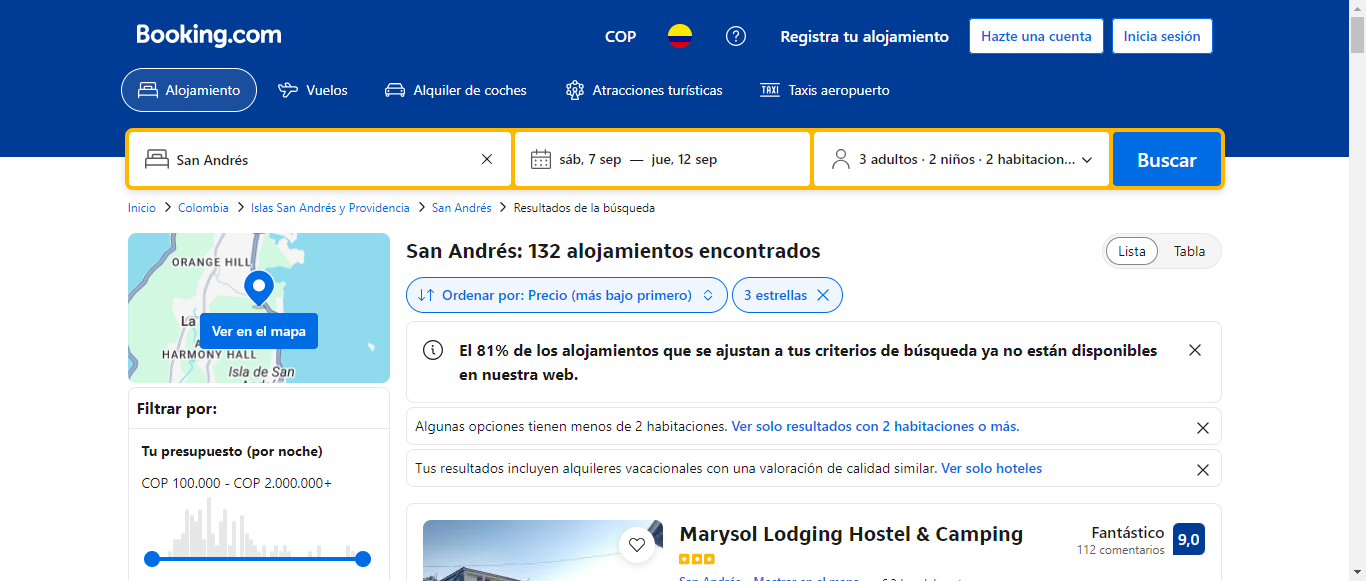 Booking.com
COP
Registra tu alojamiento
Hazte una cuenta
Inicia sesión
Alojamiento
Vuelos
Alquiler de coches
Atracciones turísticas
TAXI
Taxis aeropuerto
San Andrés
sáb, 7 sep — jue, 12 sep
3 adultos · 2 niños · 2 habitacion...
Buscar
Inicio > Colombia > Islas San Andrés y Providencia > San Andrés > Resultados de la búsqueda
ORANGE HILL
La
Ver en el mapa
HARMONY HALL
Isla de San
San Andrés: 132 alojamientos encontrados
Lista
Tabla
Ordenar por: Precio (más bajo primero)
3 estrellas
El 81% de los alojamientos que se ajustan a tus criterios de búsqueda ya no están disponibles
en nuestra web.
Algunas opciones tienen menos de 2 habitaciones. Ver solo resultados con 2 habitaciones o más.
Tus resultados incluyen alquileres vacacionales con una valoración de calidad similar. Ver solo hoteles
Filtrar por:
Tu presupuesto (por noche)
COP 100.000 - COP 2.000.000+
Marysol Lodging Hostel & Camping
Fantástico
112 comentarios
9,0
San Andrés
Mostrar en el mapa